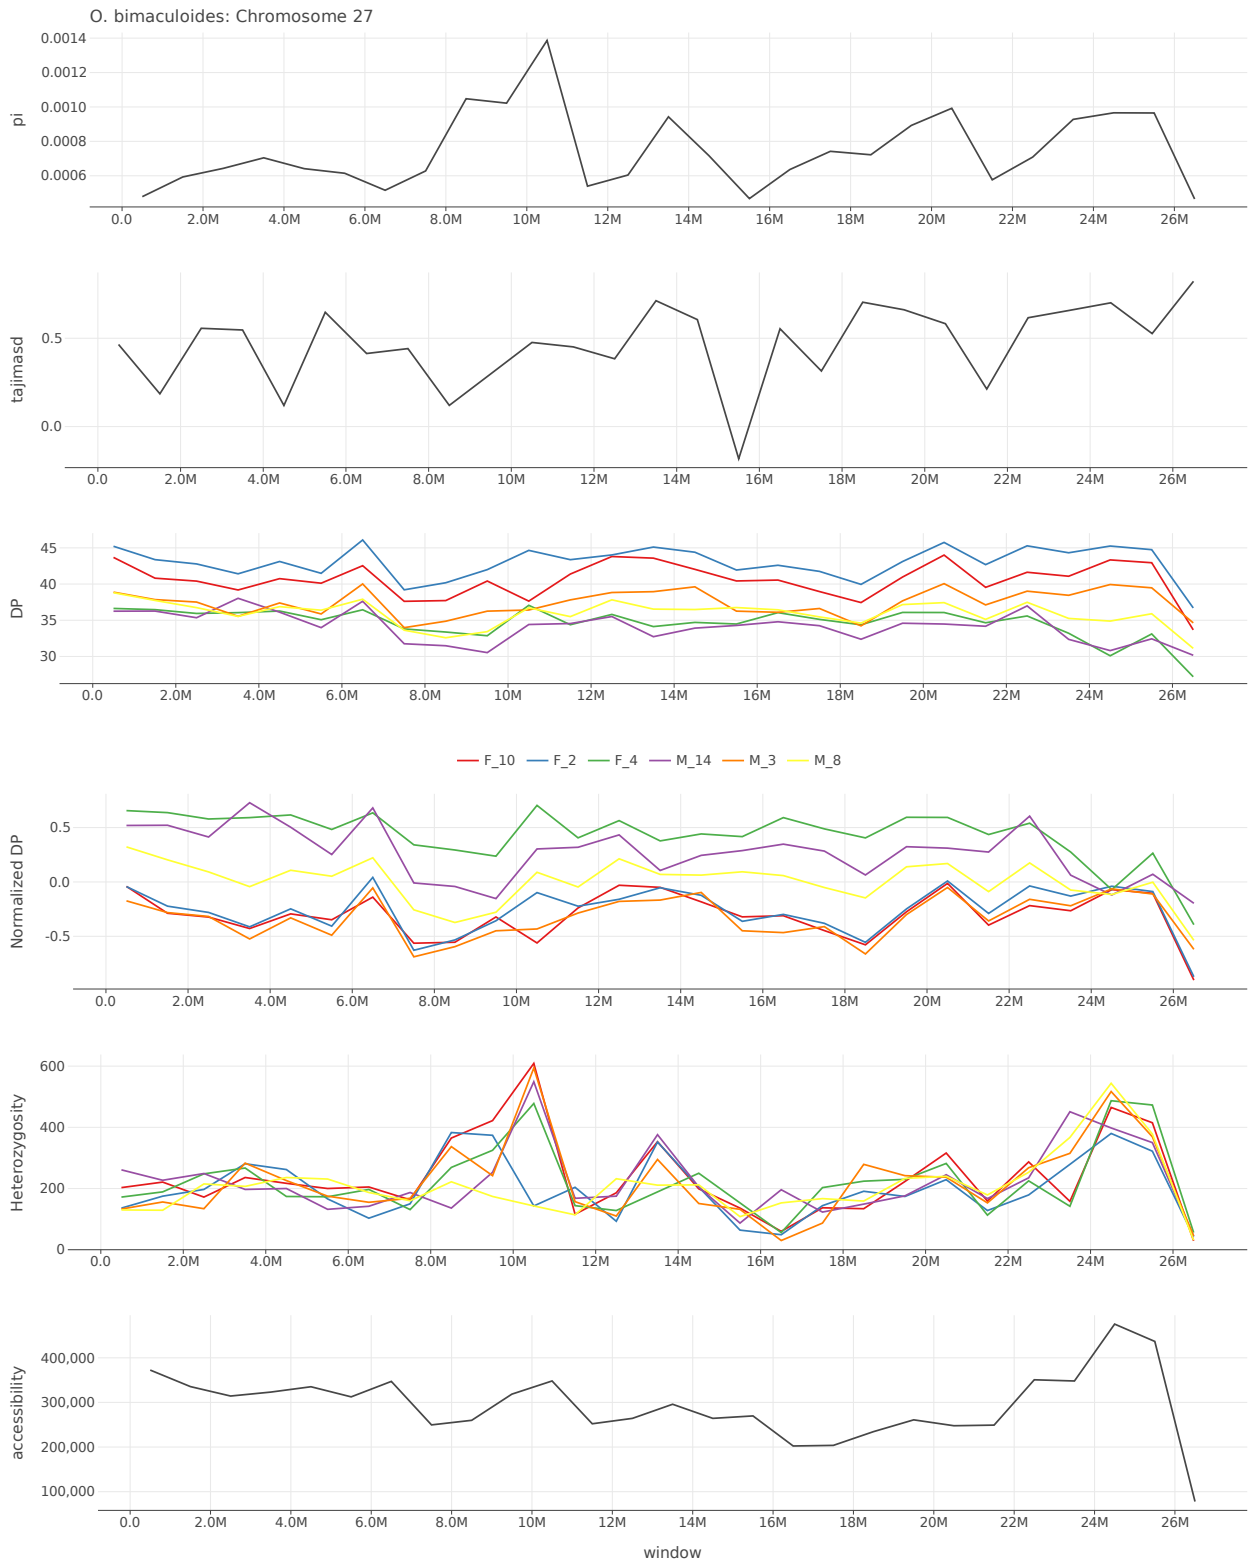 O. bimaculoides: Chromosome 27
0.0014
0.0012
0.0010
0.0008
0.0006
pi
0.0 2.0M 4.0M 6.0M 8.0M 10M 12M 14M 16M 18M 20M 22M 24M 26M
0.5
0.0
tajimasd
0.0 2.0M 4.0M 6.0M 8.0M 10M 12M 14M 16M 18M 20M 22M 24M 26M
45
40
35
30
DP
0.0 2.0M 4.0M 6.0M 8.0M 10M 12M 14M 16M 18M 20M 22M 24M 26M
F_10 F_2 F_4 M_14 M_3 M_8
0.5
0.0
-0.5
Normalized DP
0.0 2.0M 4.0M 6.0M 8.0M 10M 12M 14M 16M 18M 20M 22M 24M 26M
600
400
200
0
Heterozygosity
0.0 2.0M 4.0M 6.0M 8.0M 10M 12M 14M 16M 18M 20M 22M 24M 26M
400,000
300,000
200,000
100,000
accessibility
0.0 2.0M 4.0M 6.0M 8.0M 10M 12M 14M 16M 18M 20M 22M 24M 26M
window